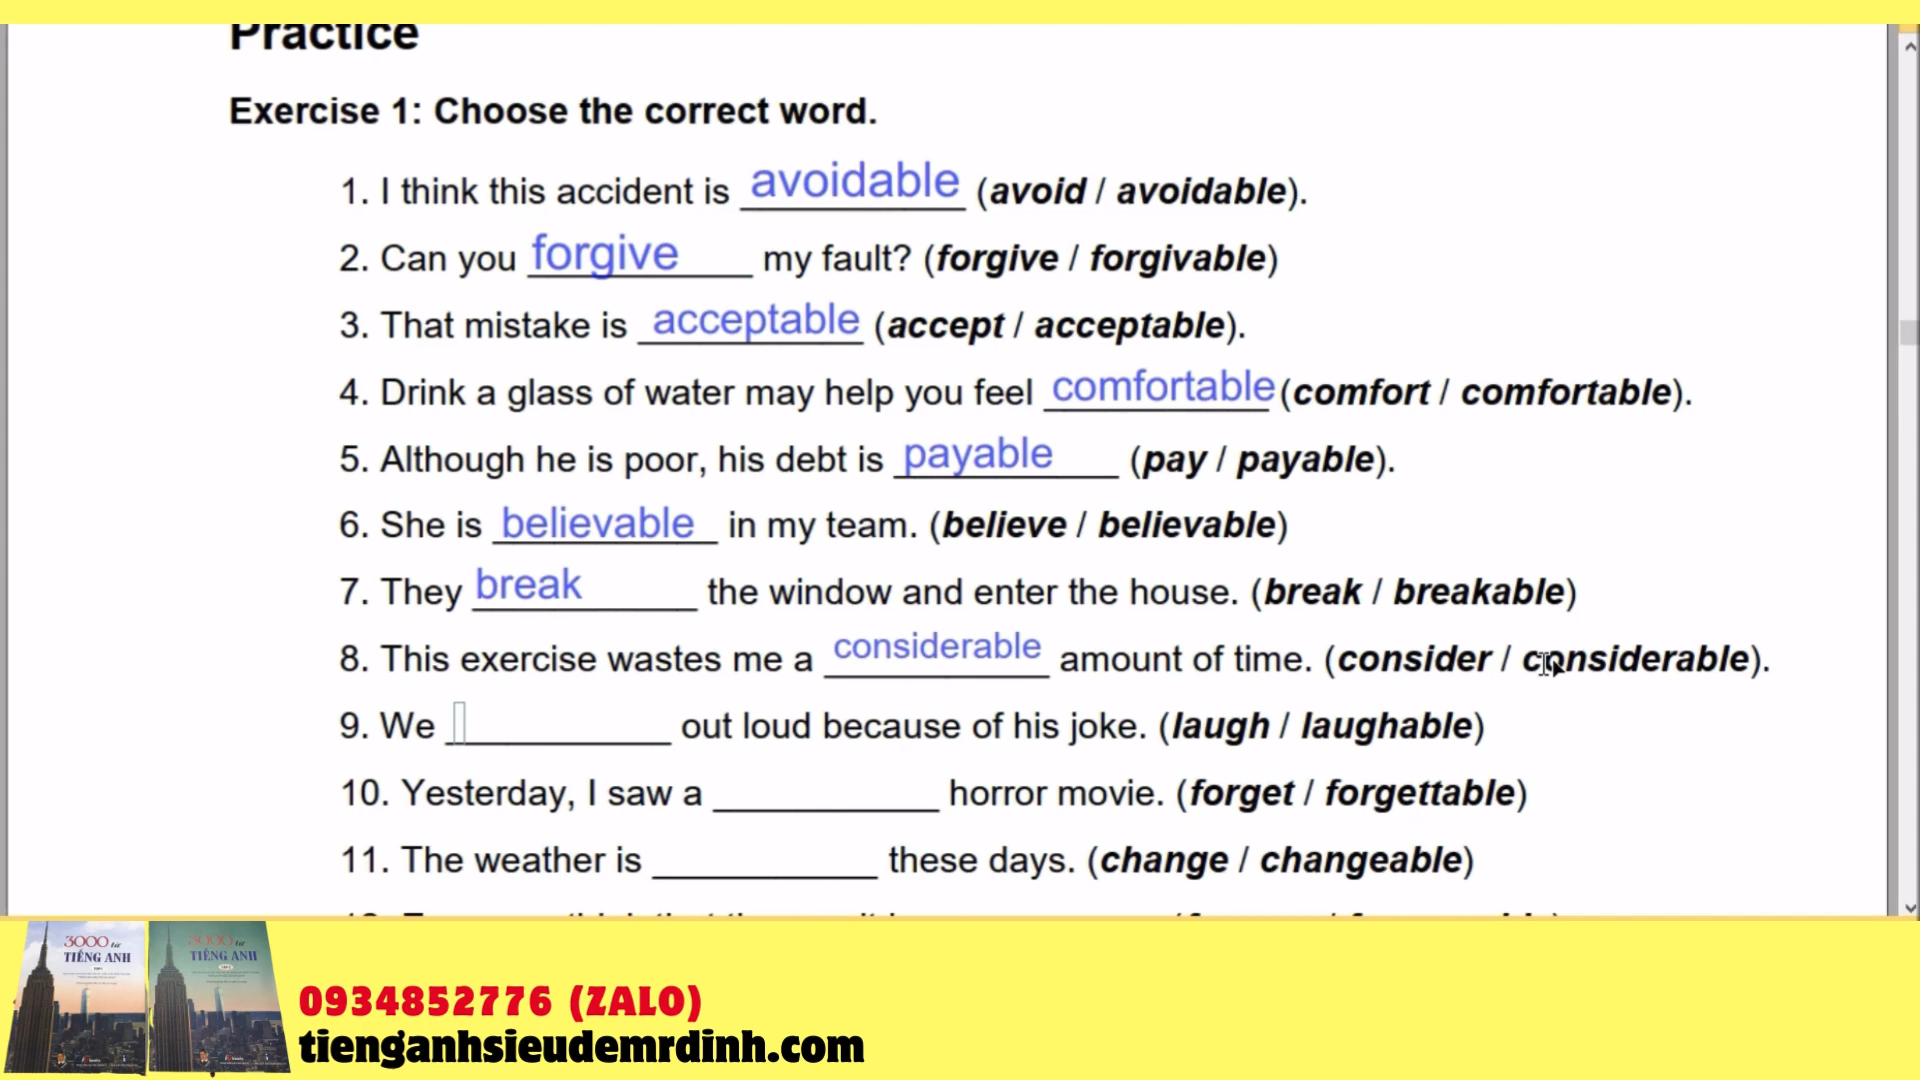 Practice
Exercise 1: Choose the correct word.
1. I think this accident is avoidable (avoid / avoidable).
2. Can you forgive my fault? (forgive / forgivable)
3. That mistake is acceptable (accept / acceptable).
4. Drink a glass of water may help you feel comfortable (comfort / comfortable).
5. Although he is poor, his debt is payable (pay / payable).
6. She is believable in my team. (believe / believable)
7. They break the window and enter the house. (break / breakable)
8. This exercise wastes me a considerable amount of time. (consider / considerable).
9. We ____________ out loud because of his joke. (laugh / laughable)
10. Yesterday, I saw a ____________ horror movie. (forget / forgettable)
11. The weather is ____________ these days. (change / changeable)
3000 từ
TIẾNG ANH
3000 từ
TIẾNG ANH
0934852776 (ZALO)
tienganhsieudemrdinh.com